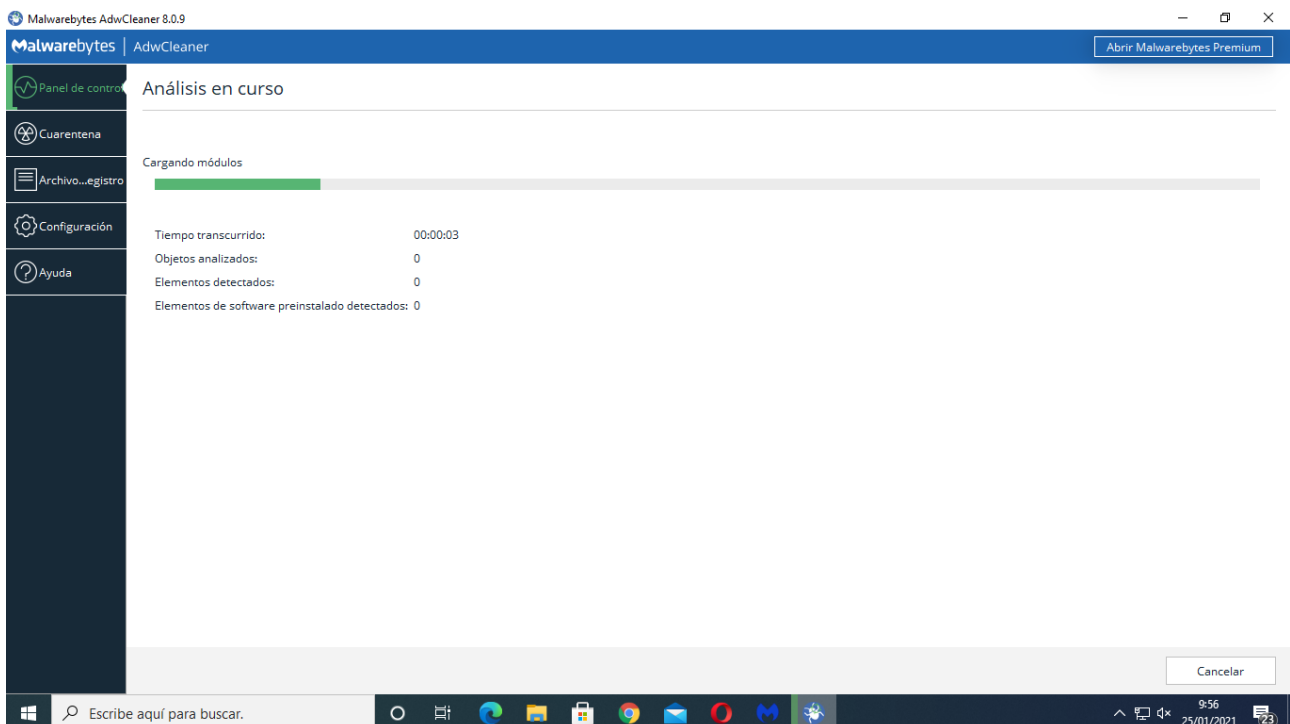 Malwarebytes AdwCleaner 8.0.9
Malwarebytes | AdwCleaner
Abrir Malwarebytes Premium
Panel de control
Análisis en curso
Cuarentena
Cargando módulos
Archivo...egistro
Configuración
Tiempo transcurrido: 00:00:03
Objetos analizados: 0
Ayuda
Elementos detectados: 0
Elementos de software preinstalado detectados: 0
Cancelar
Escribe aquí para buscar.
9:56
25/01/2021
23